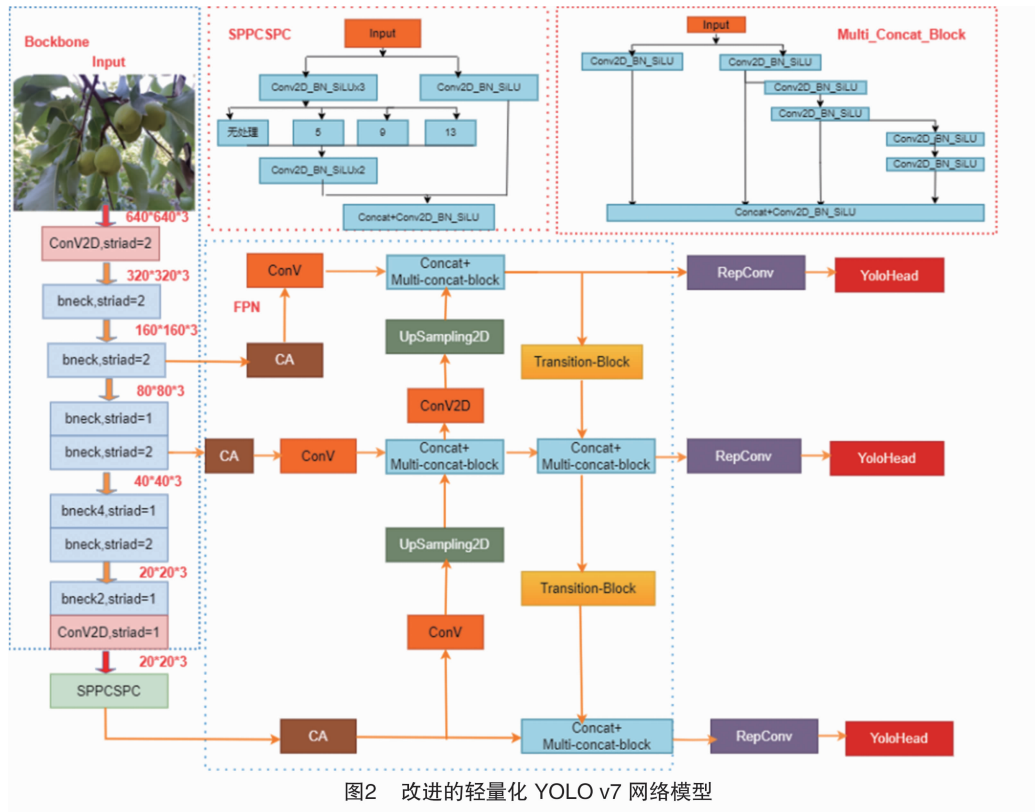 Bockbone
Input
640*640*3
ConV2D,striad=2
320*320*3
bneck,striad=2
160*160*3
bneck,striad=2
80*80*3
bneck,striad=1
bneck,striad=2
40*40*3
bneck4,striad=1
bneck,striad=2
20*20*3
bneck2,striad=1
ConV2D,striad=1
20*20*3
SPPCSPC
SPPCSPC
Input
Conv2D_BN_SiLUx3
Conv2D_BN_SiLU
无处理
5
9
13
Conv2D_BN_SiLUx2
Concat+Conv2D_BN_SiLU
Input
Multi_Concat_Block
Conv2D_BN_SiLU
Conv2D_BN_SiLU
Conv2D_BN_SiLU
Conv2D_BN_SiLU
Conv2D_BN_SiLU
Conv2D_BN_SiLU
Concat+Conv2D_BN_SiLU
ConV
Concat+
Multi-concat-block
RepConv
YoloHead
FPN
UpSampling2D
CA
Transition-Block
ConV2D
CA
ConV
Concat+
Multi-concat-block
Concat+
Multi-concat-block
RepConv
YoloHead
UpSampling2D
Transition-Block
ConV
CA
Concat+
Multi-concat-block
RepConv
YoloHead
图2 改进的轻量化 YOLO v7 网络模型